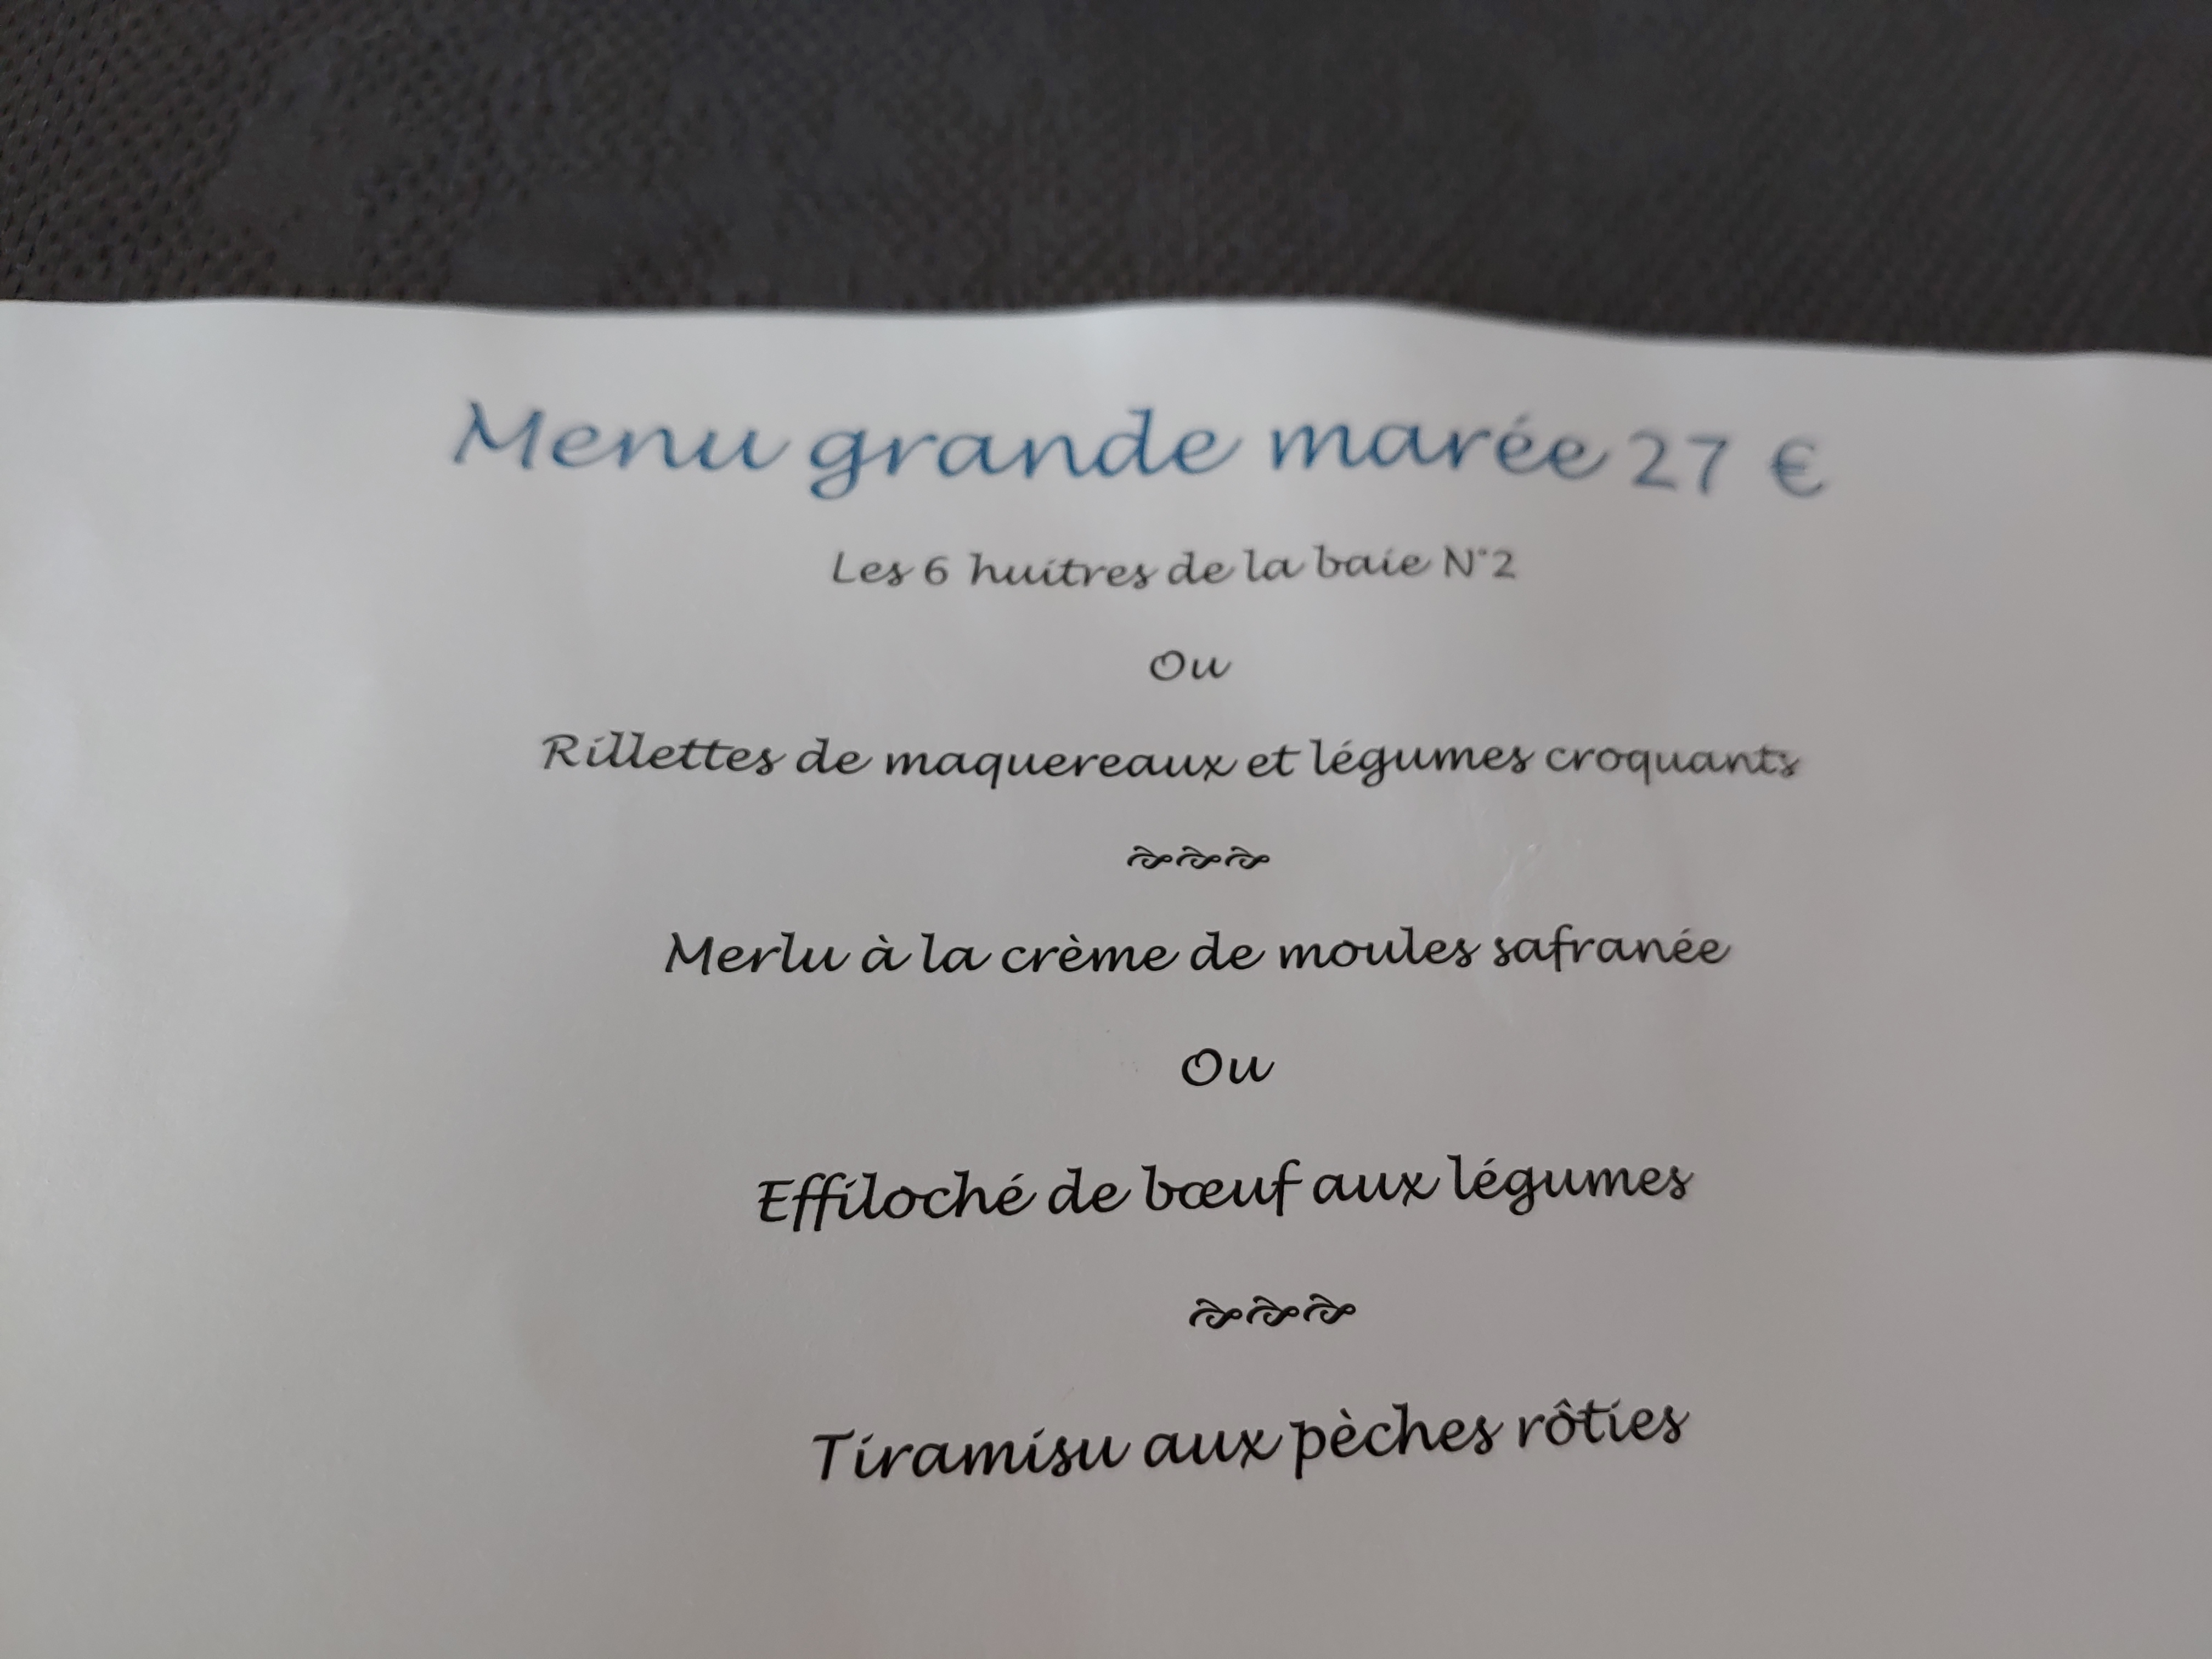 Menu grande marée 27 €
Les 6 huitres de la baie N°2
Ou
Rillettes de maquereaux et légumes croquants
Merlu à la crème de moules safranée
Ou
Effiloché de bœuf aux légumes
Tiramisu aux pèches rôties